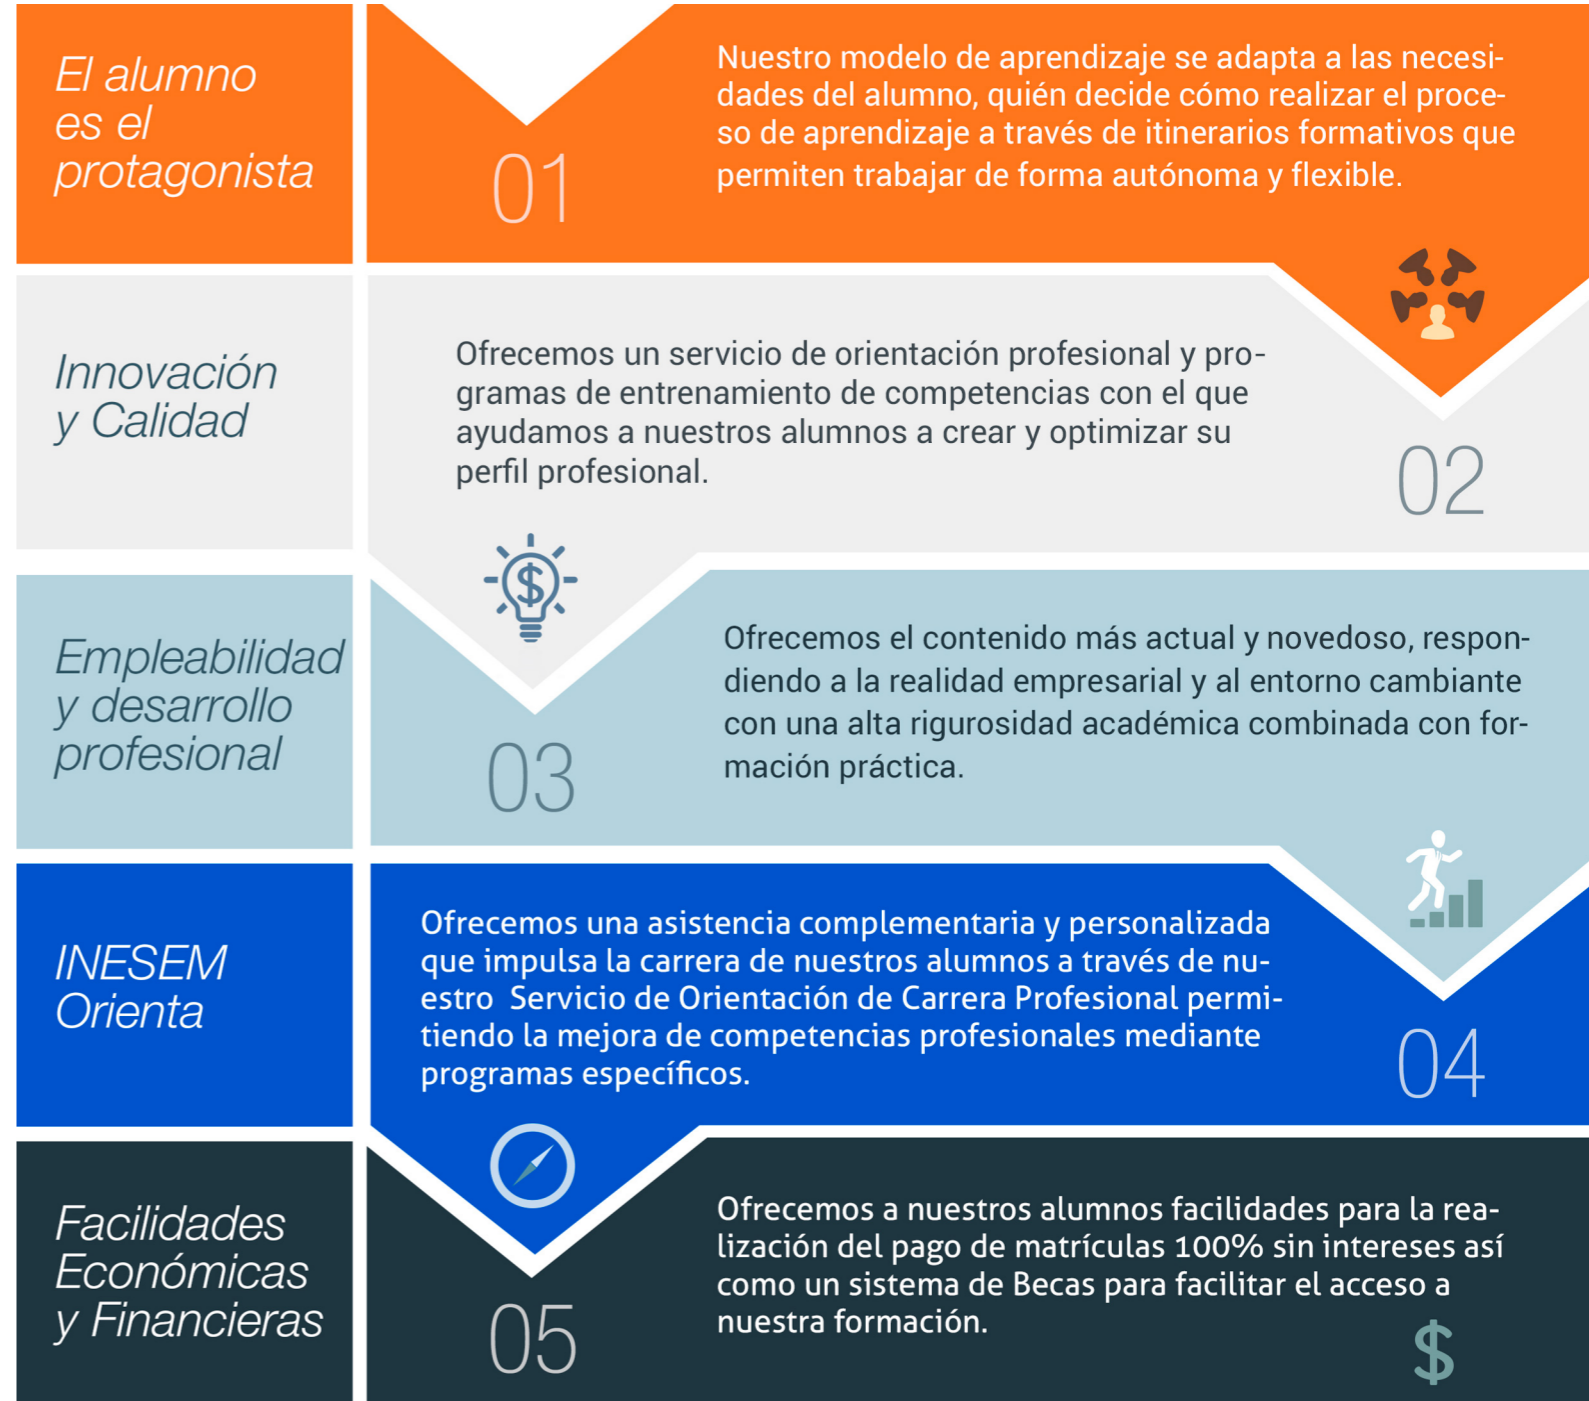 El alumno
es el
protagonista
01
Nuestro modelo de aprendizaje se adapta a las necesi-
dades del alumno, quién decide cómo realizar el proce-
so de aprendizaje a través de itinerarios formativos que
permiten trabajar de forma autónoma y flexible.
Innovación
y Calidad
Ofrecemos un servicio de orientación profesional y pro-
gramas de entrenamiento de competencias con el que
ayudamos a nuestros alumnos a crear y optimizar su
perfil profesional.
02
$
Empleabilidad
y desarrollo
profesional
03
Ofrecemos el contenido más actual y novedoso, respon-
diendo a la realidad empresarial y al entorno cambiante
con una alta rigurosidad académica combinada con for-
mación práctica.
INESEM
Orienta
Ofrecemos una asistencia complementaria y personalizada
que impulsa la carrera de nuestros alumnos a través de nu-
estro  Servicio de Orientación de Carrera Profesional permi-
tiendo la mejora de competencias profesionales mediante
programas específicos.
04
Facilidades
Económicas
y Financieras
05
Ofrecemos a nuestros alumnos facilidades para la rea-
lización del pago de matrículas 100% sin intereses así
como un sistema de Becas para facilitar el acceso a
nuestra formación.
$